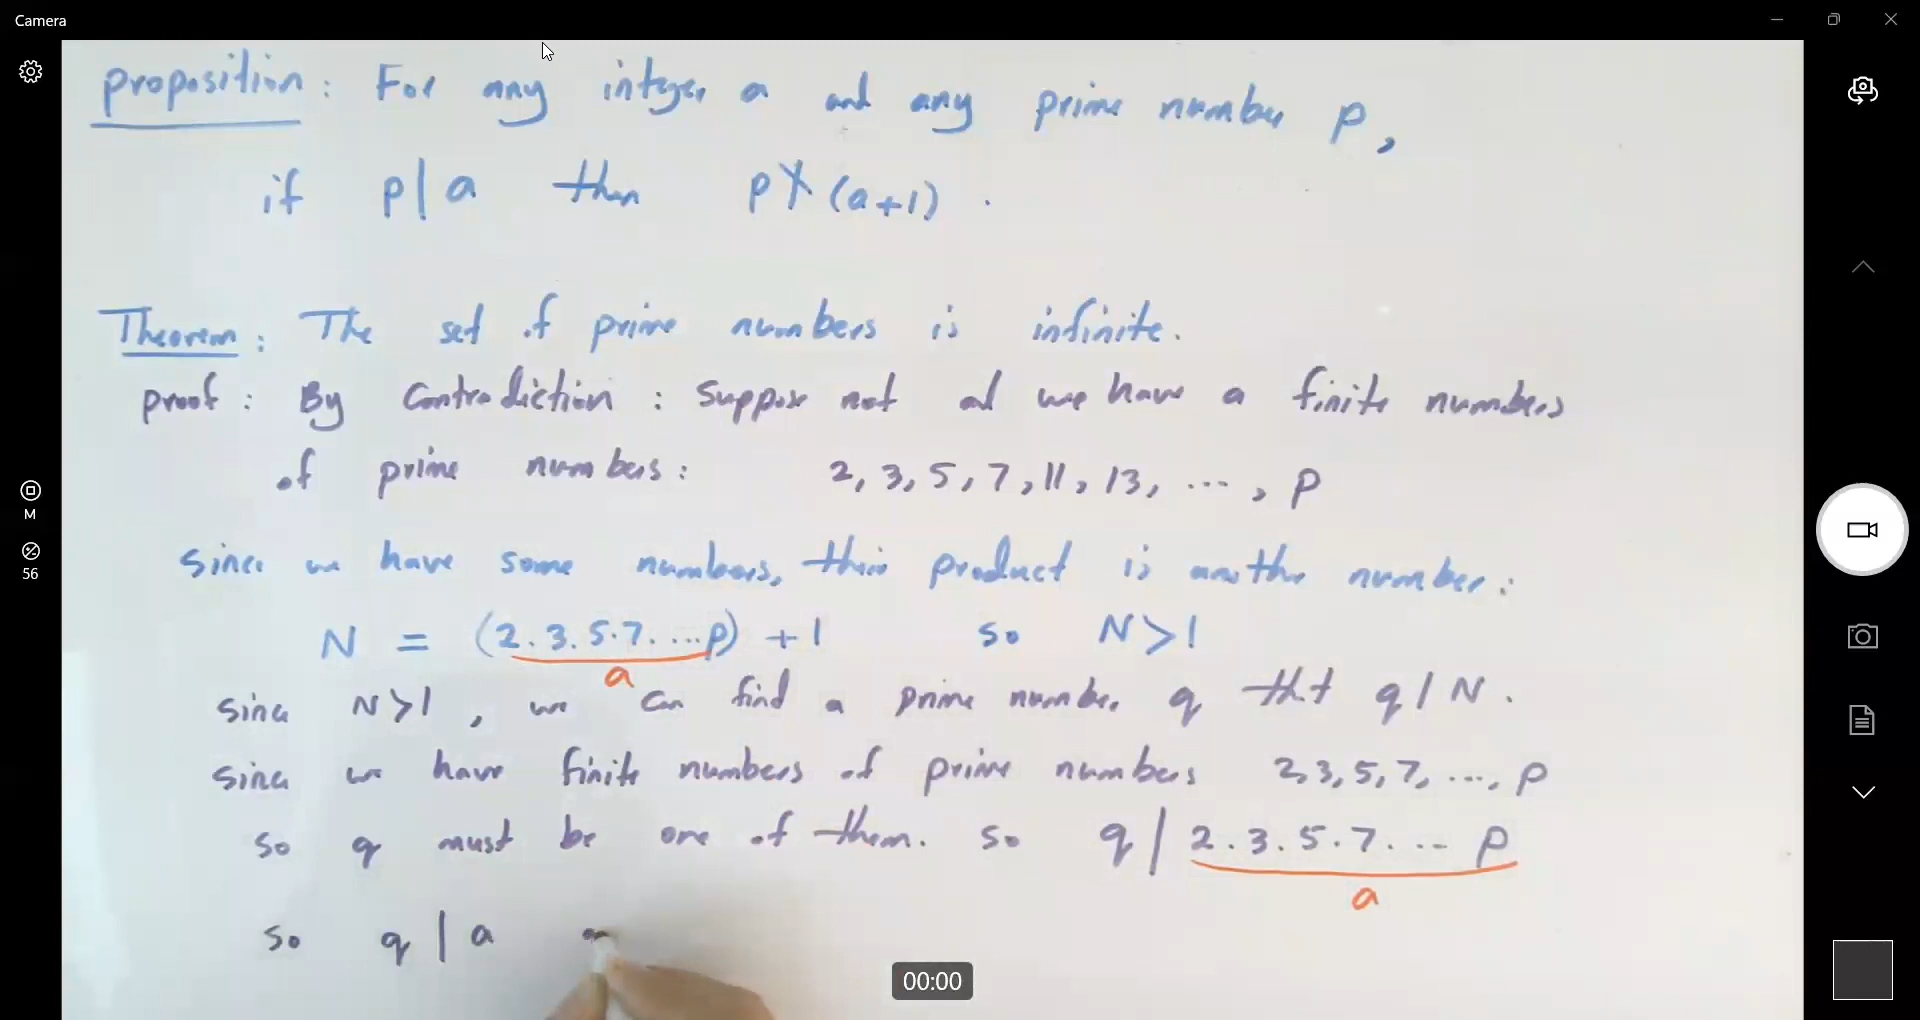 Camera
proposition: For any integer a and any prime number p,
if p|a then p∤(a+1).
Theorem: The set of prime numbers is infinite.
proof: By Contradiction: Suppose not and we have a finite numbers
of prime numbers: 2, 3, 5, 7, 11, 13, ..., p
since we have some numbers, their product is another number:
N = (2.3.5.7....p) + 1 so N>1
a
since N>1, we can find a prime number q that q|N.
since we have finite numbers of prime numbers 2,3,5,7,...,p
so q must be one of them. so q|2.3.5.7.... p
a
so q|a
M
56
00:00